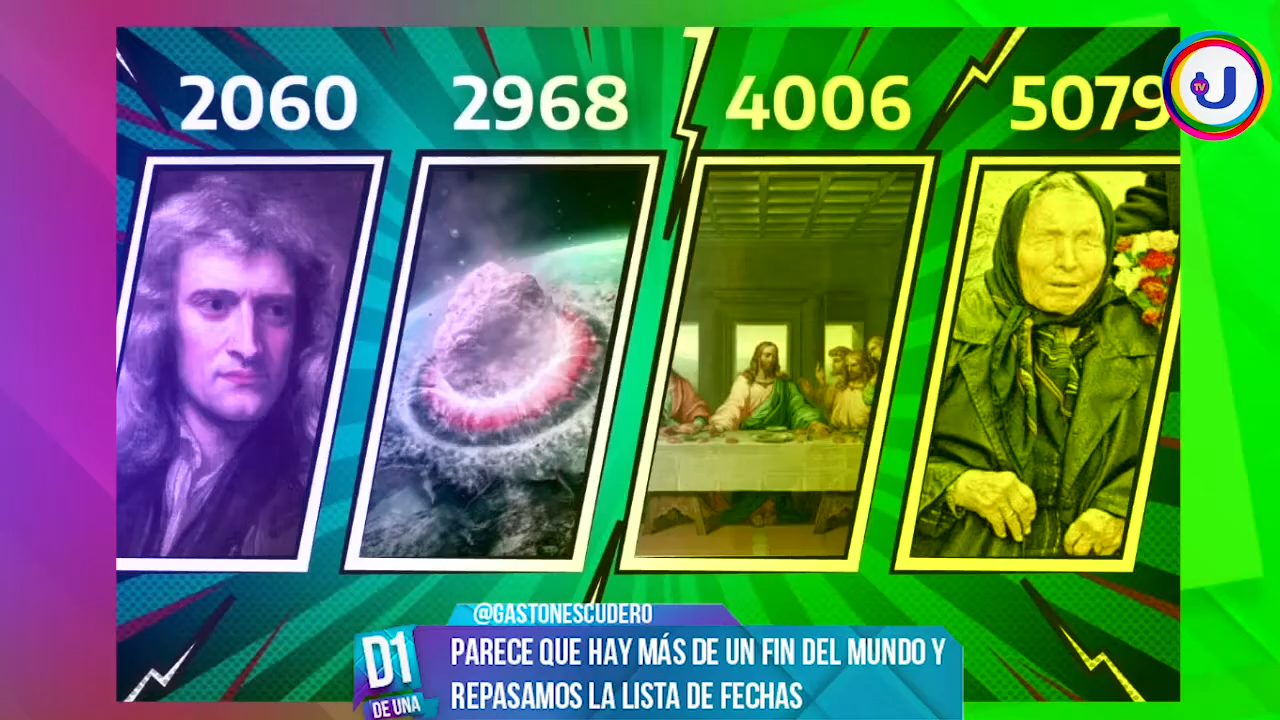 2060 2968 4006 5079
TV U
@GASTONESCUDERO
D1
DE UNA
PARECE QUE HAY MÁS DE UN FIN DEL MUNDO Y
REPASAMOS LA LISTA DE FECHAS